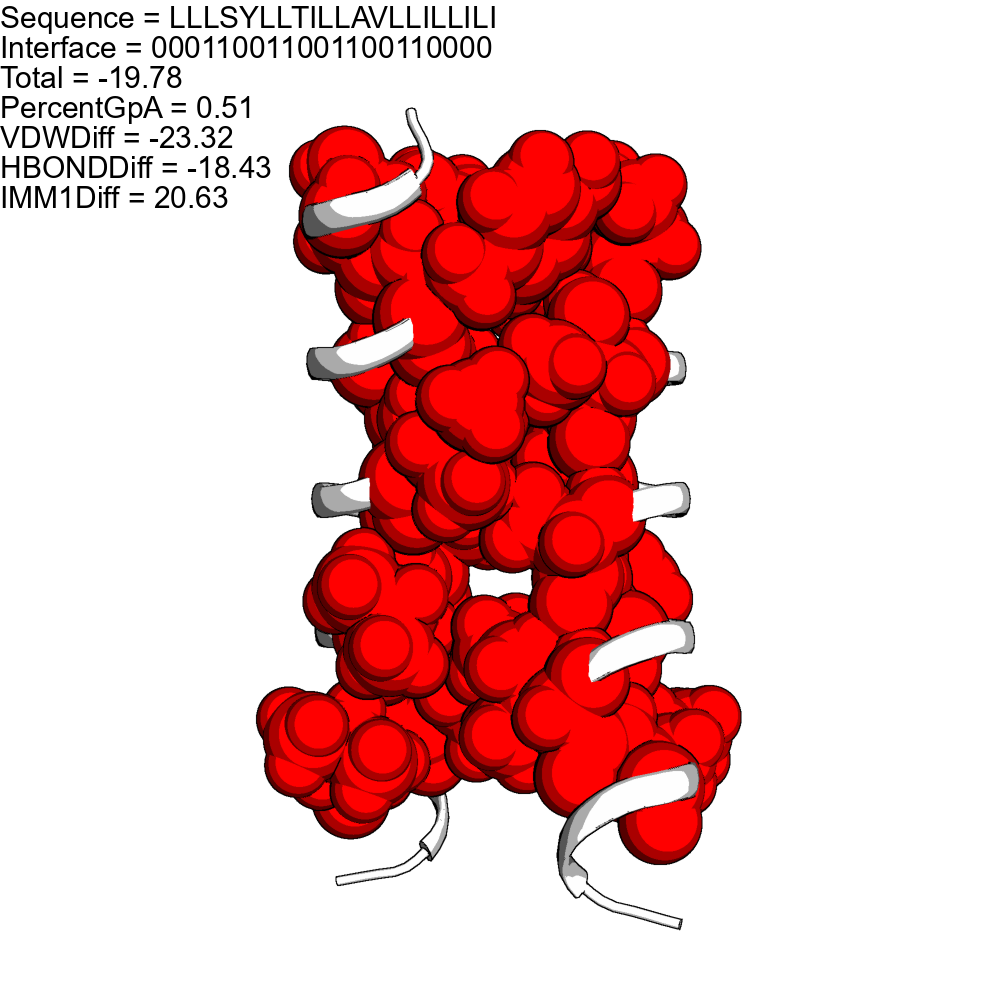 Sequence = LLLSYLLTILLAVLLILLILI
Interface = 000110011001100110000
Total = -19.78
PercentGpA = 0.51
VDWDiff = -23.32
HBONDDiff = -18.43
IMM1Diff = 20.63